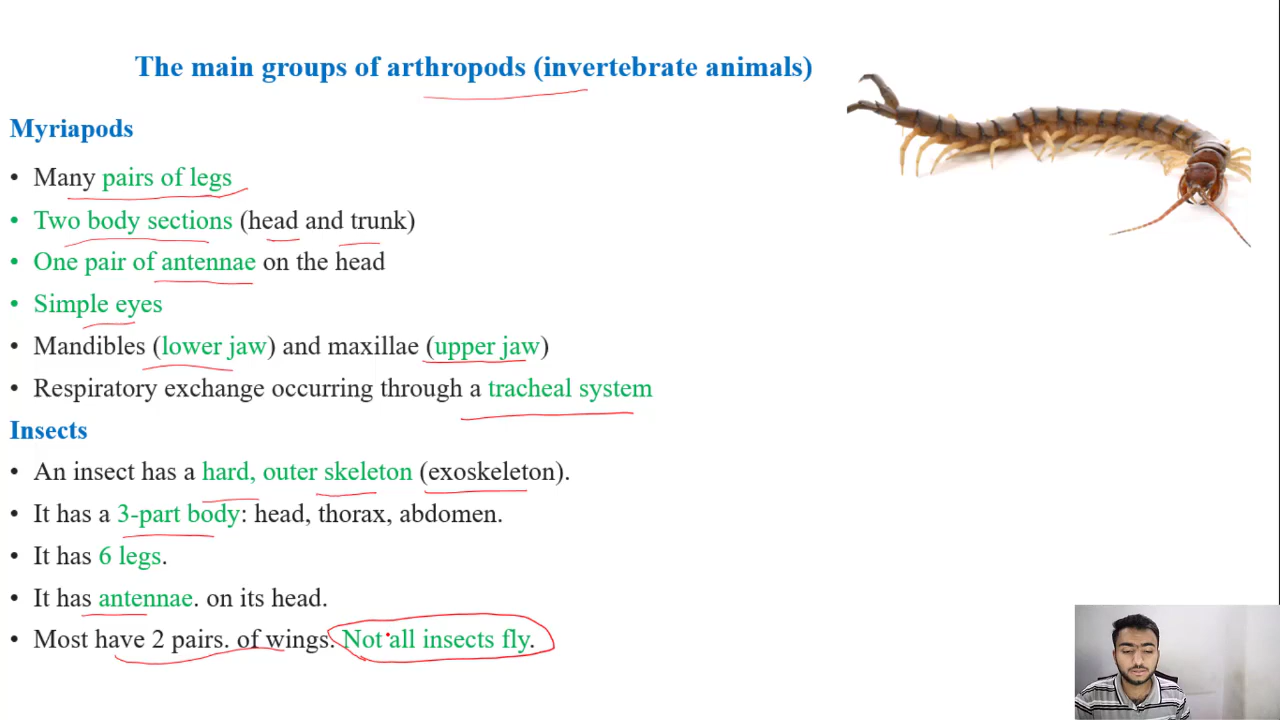 The main groups of arthropods (invertebrate animals)
Myriapods
• Many pairs of legs
• Two body sections (head and trunk)
• One pair of antennae on the head
• Simple eyes
• Mandibles (lower jaw) and maxillae (upper jaw)
• Respiratory exchange occurring through a tracheal system
Insects
• An insect has a hard, outer skeleton (exoskeleton).
• It has a 3-part body: head, thorax, abdomen.
• It has 6 legs.
• It has antennae. on its head.
• Most have 2 pairs. of wings. Not all insects fly.